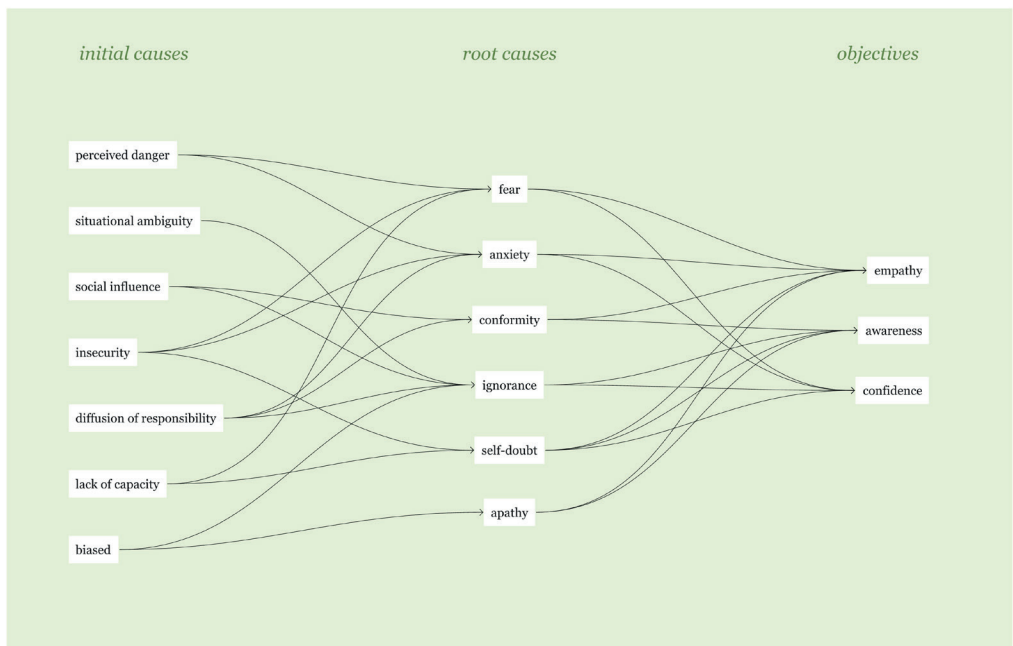 initial causes
root causes
objectives
perceived danger
situational ambiguity
social influence
insecurity
diffusion of responsibility
lack of capacity
biased
fear
anxiety
conformity
ignorance
self-doubt
apathy
empathy
awareness
confidence